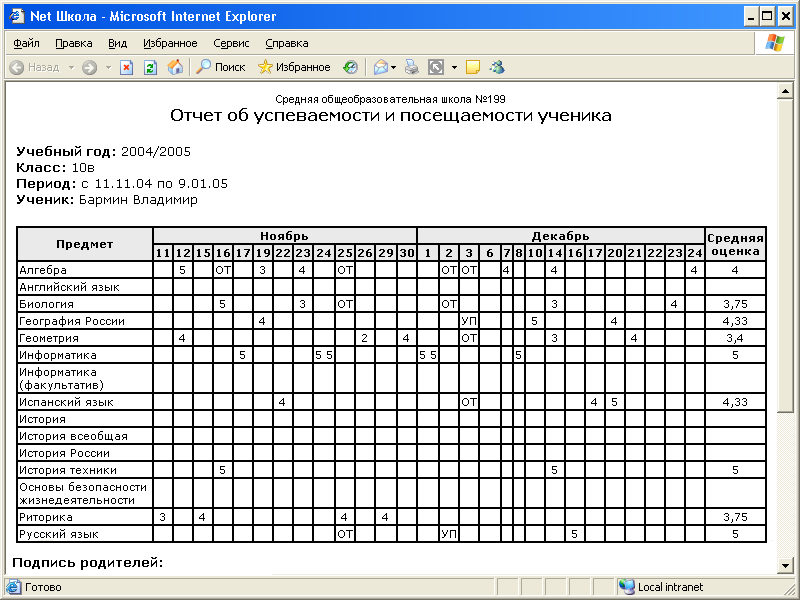 Net Школа - Microsoft Internet Explorer
Файл Правка Вид Избранное Сервис Справка
Назад Поиск Избранное
Средняя общеобразовательная школа №199
Отчет об успеваемости и посещаемости ученика
Учебный год: 2004/2005
Класс: 10в
Период: с 11.11.04 по 9.01.05
Ученик: Бармин Владимир
Предмет Ноябрь Декабрь Средняя оценка
11 12 15 16 17 19 22 23 24 25 26 29 30 1 2 3 6 7 8 10 14 16 17 20 21 22 23 24
Алгебра 5 ОТ 3 4 ОТ ОТ ОТ 4 4 4 4
Английский язык
Биология 5 3 ОТ ОТ 3 4 3,75
География России 4 УП 5 4 4,33
Геометрия 4 2 4 ОТ 3 4 3,4
Информатика 5 5 5 5 5 5 5
Информатика
(факультатив)
Испанский язык 4 ОТ 4 5 4,33
История
История всеобщая
История России
История техники 5 5 5
Основы безопасности
жизнедеятельности
Риторика 3 4 4 4 3,75
Русский язык ОТ УП 5 5
Подпись родителей:
Готово Local intranet